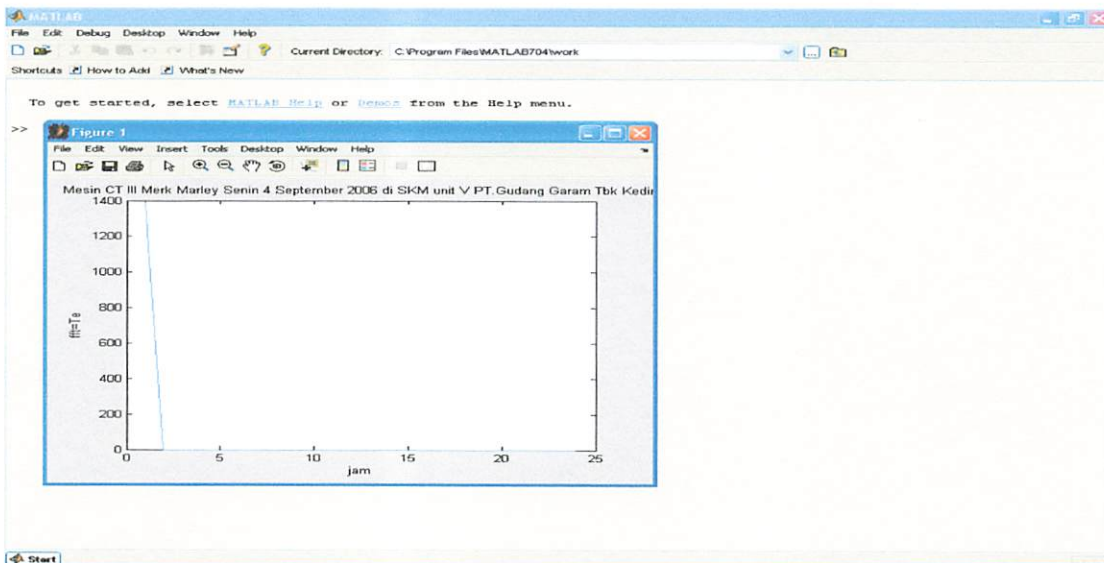 MATLAB
File Edit Debug Desktop Window Help
Current Directory: C:\Program Files\MATLAB704\work
Shortcuts How to Add What's New
To get started, select MATLAB Help or Demos from the Help menu.
>>
Figure 1
File Edit View Insert Tools Desktop Window Help
Mesin CT III Merk Marley Senin 4 September 2006 di SKM unit V PT.Gudang Garam Tbk Kedir
1400
1200
1000
800
600
400
200
0
fft=Te
0 5 10 15 20 25
jam
Start